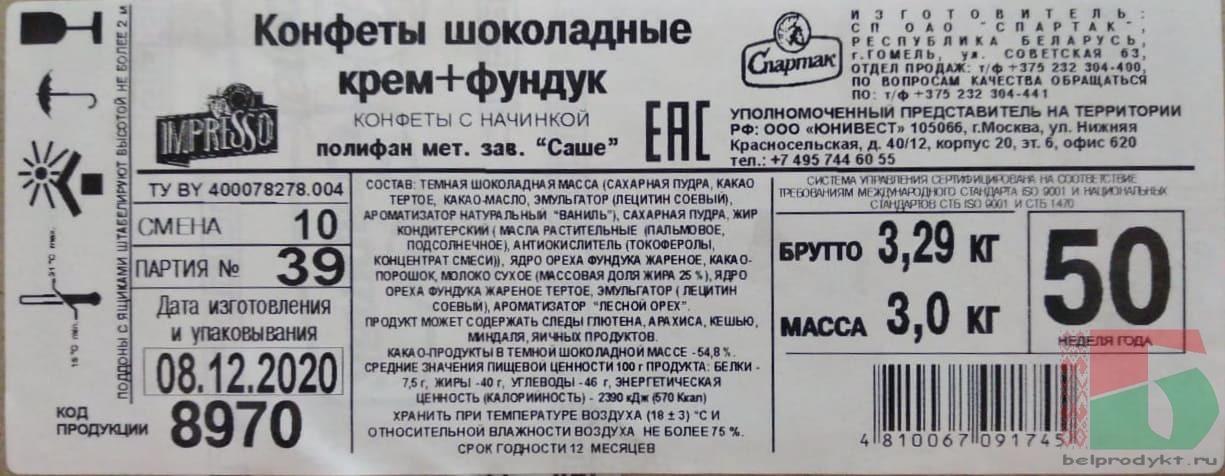 Конфеты шоколадные
крем+фундук
КОНФЕТЫ С НАЧИНКОЙ
полифан мет. зав. “Саше”
IMPRESSO
EAC
Спартак
ИЗГОТОВИТЕЛЬ:
СП ОАО "СПАРТАК",
РЕСПУБЛИКА БЕЛАРУСЬ,
г.ГОМЕЛЬ, ул. СОВЕТСКАЯ 63,
ОТДЕЛ ПРОДАЖ: т/ф +375 232 304-400,
ПО ВОПРОСАМ КАЧЕСТВА ОБРАЩАТЬСЯ
ПО: т/ф +375 232 304-441
УПОЛНОМОЧЕННЫЙ ПРЕДСТАВИТЕЛЬ НА ТЕРРИТОРИИ
РФ: ООО «ЮНИВЕСТ» 105066, г.Москва, ул. Нижняя
Красносельская, д. 40/12, корпус 20, эт. 6, офис 620
тел.: +7 495 744 60 55
ПОДДОНЫ С ЯЩИКАМИ ШТАБЕЛИРУЮТ ВЫСОТОЙ НЕ БОЛЕЕ 2 М
21°C max.
15°C min.
ТУ BY 400078278.004
СМЕНА 10
ПАРТИЯ № 39
Дата изготовления
и упаковывания
08.12.2020
КОД
ПРОДУКЦИИ
8970
СОСТАВ: ТЕМНАЯ ШОКОЛАДНАЯ МАССА (САХАРНАЯ ПУДРА, КАКАО
ТЕРТОЕ, КАКАО-МАСЛО, ЭМУЛЬГАТОР (ЛЕЦИТИН СОЕВЫЙ),
АРОМАТИЗАТОР НАТУРАЛЬНЫЙ "ВАНИЛЬ"), САХАРНАЯ ПУДРА, ЖИР
КОНДИТЕРСКИЙ ( МАСЛА РАСТИТЕЛЬНЫЕ (ПАЛЬМОВОЕ,
ПОДСОЛНЕЧНОЕ), АНТИОКИСЛИТЕЛЬ (ТОКОФЕРОЛЫ,
КОНЦЕНТРАТ СМЕСИ)), ЯДРО ОРЕХА ФУНДУКА ЖАРЕНОЕ, КАКАО-
ПОРОШОК, МОЛОКО СУХОЕ (МАССОВАЯ ДОЛЯ ЖИРА 25 %), ЯДРО
ОРЕХА ФУНДУКА ЖАРЕНОЕ ТЕРТОЕ, ЭМУЛЬГАТОР ( ЛЕЦИТИН
СОЕВЫЙ), АРОМАТИЗАТОР "ЛЕСНОЙ ОРЕХ".
ПРОДУКТ МОЖЕТ СОДЕРЖАТЬ СЛЕДЫ ГЛЮТЕНА, АРАХИСА, КЕШЬЮ,
МИНДАЛЯ, ЯИЧНЫХ ПРОДУКТОВ.
КАКАО-ПРОДУКТЫ В ТЕМНОЙ ШОКОЛАДНОЙ МАССЕ -54,8 %.
СРЕДНИЕ ЗНАЧЕНИЯ ПИЩЕВОЙ ЦЕННОСТИ 100 г ПРОДУКТА: БЕЛКИ -
7,5 г, ЖИРЫ -40 г, УГЛЕВОДЫ -46 г, ЭНЕРГЕТИЧЕСКАЯ
ЦЕННОСТЬ (КАЛОРИЙНОСТЬ) - 2390 кДж (570 Ккал)
ХРАНИТЬ ПРИ ТЕМПЕРАТУРЕ ВОЗДУХА (18 ± 3) °С И
ОТНОСИТЕЛЬНОЙ ВЛАЖНОСТИ ВОЗДУХА НЕ БОЛЕЕ 75 %.
СРОК ГОДНОСТИ 12 МЕСЯЦЕВ
СИСТЕМА УПРАВЛЕНИЯ СЕРТИФИЦИРОВАНА НА СООТВЕТСТВИЕ
ТРЕБОВАНИЯМ МЕЖДУНАРОДНОГО СТАНДАРТА ISO 9001 И НАЦИОНАЛЬНЫХ
СТАНДАРТОВ СТБ ISO 9001 И СТБ 1470
БРУТТО 3,29 кг
МАССА 3,0 кг
50
НЕДЕЛЯ ГОДА
4 810067 091745
belprodykt.ru